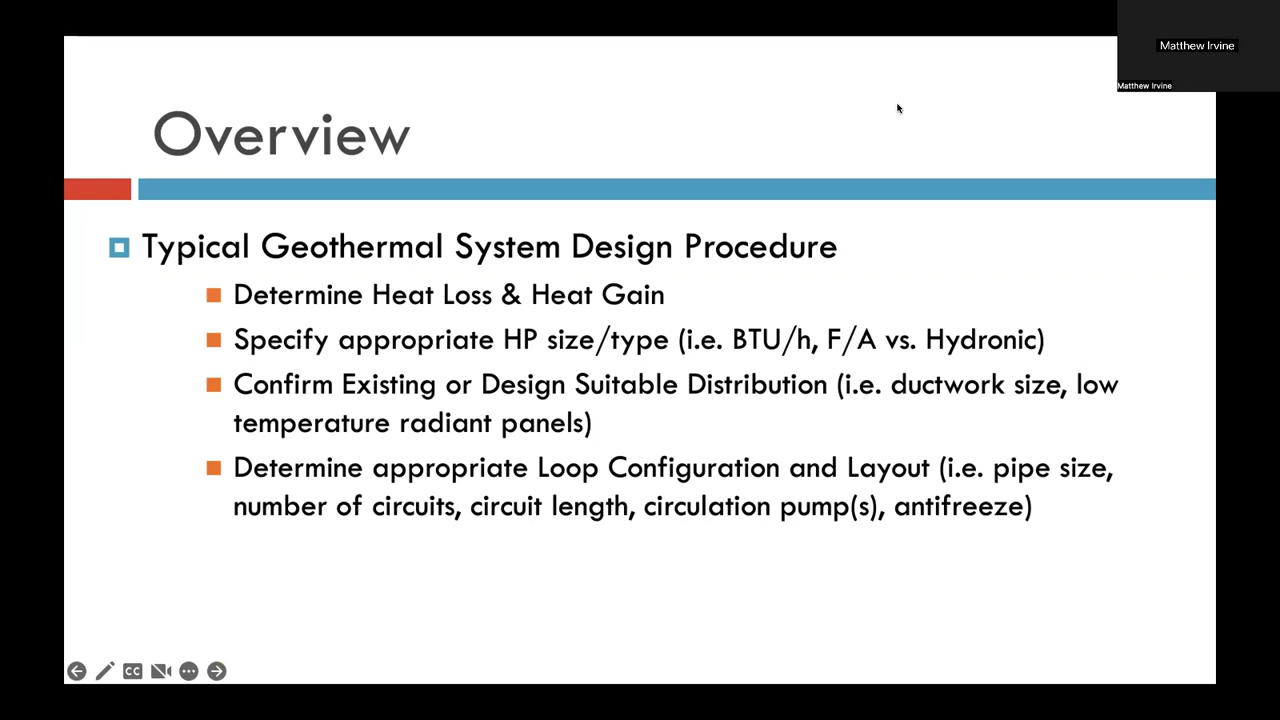 Matthew Irvine
Matthew Irvine
Overview
Typical Geothermal System Design Procedure
Determine Heat Loss & Heat Gain
Specify appropriate HP size/type (i.e. BTU/h, F/A vs. Hydronic)
Confirm Existing or Design Suitable Distribution (i.e. ductwork size, low
temperature radiant panels)
Determine appropriate Loop Configuration and Layout (i.e. pipe size,
number of circuits, circuit length, circulation pump(s), antifreeze)
CC